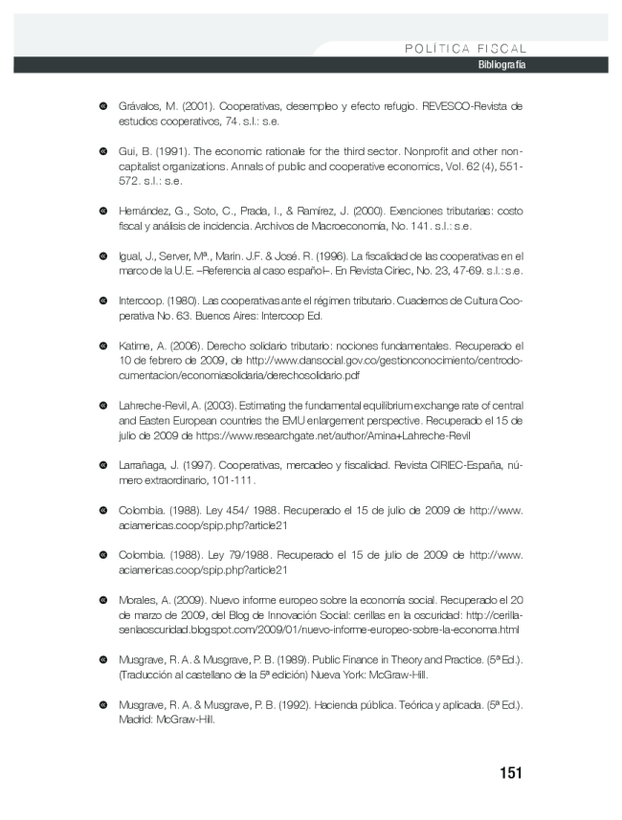 POLÍTICA FISCAL
Bibliografía
Grávalos, M. (2001). Cooperativas, desempleo y efecto refugio. REVESCO-Revista de
estudios cooperativos, 74. s.l.: s.e.
Gui, B. (1991). The economic rationale for the third sector. Nonprofit and other non-
capitalist organizations. Annals of public and cooperative economics, Vol. 62 (4), 551-
572. s.l.: s.e.
Hernández, G., Soto, C., Prada, I., & Ramírez, J. (2000). Exenciones tributarias: costo
fiscal y análisis de incidencia. Archivos de Macroeconomía, No. 141. s.l.: s.e.
Igual, J., Server, Mª., Marin. J.F. & José. R. (1996). La fiscalidad de las cooperativas en el
marco de la U.E. –Referencia al caso español–. En Revista Ciriec, No. 23, 47-69. s.l.: s.e.
Intercoop. (1980). Las cooperativas ante el régimen tributario. Cuadernos de Cultura Coo-
perativa No. 63. Buenos Aires: Intercoop Ed.
Katime, A. (2006). Derecho solidario tributario: nociones fundamentales. Recuperado el
10 de febrero de 2009, de http://www.dansocial.gov.co/gestionconocimiento/centrodo-
cumentacion/economiasolidaria/derechosolidario.pdf
Lahreche-Revil, A. (2003). Estimating the fundamental equilibrium exchange rate of central
and Easten European countries the EMU enlargement perspective. Recuperado el 15 de
julio de 2009 de https://www.researchgate.net/author/Amina+Lahreche-Revil
Larrañaga, J. (1997). Cooperativas, mercadeo y fiscalidad. Revista CIRIEC-España, nú-
mero extraordinario, 101-111.
Colombia. (1988). Ley 454/ 1988. Recuperado el 15 de julio de 2009 de http://www.
aciamericas.coop/spip.php?article21
Colombia. (1988). Ley 79/1988. Recuperado el 15 de julio de 2009 de http://www.
aciamericas.coop/spip.php?article21
Morales, A. (2009). Nuevo informe europeo sobre la economía social. Recuperado el 20
de marzo de 2009, del Blog de Innovación Social: cerillas en la oscuridad: http://cerilla-
senlaoscuridad.blogspot.com/2009/01/nuevo-informe-europeo-sobre-la-economa.html
Musgrave, R. A. & Musgrave, P. B. (1989). Public Finance in Theory and Practice. (5ª Ed.).
(Traducción al castellano de la 5ª edición) Nueva York: McGraw-Hill.
Musgrave, R. A. & Musgrave, P. B. (1992). Hacienda pública. Teórica y aplicada. (5ª Ed.).
Madrid: McGraw-Hill.
151